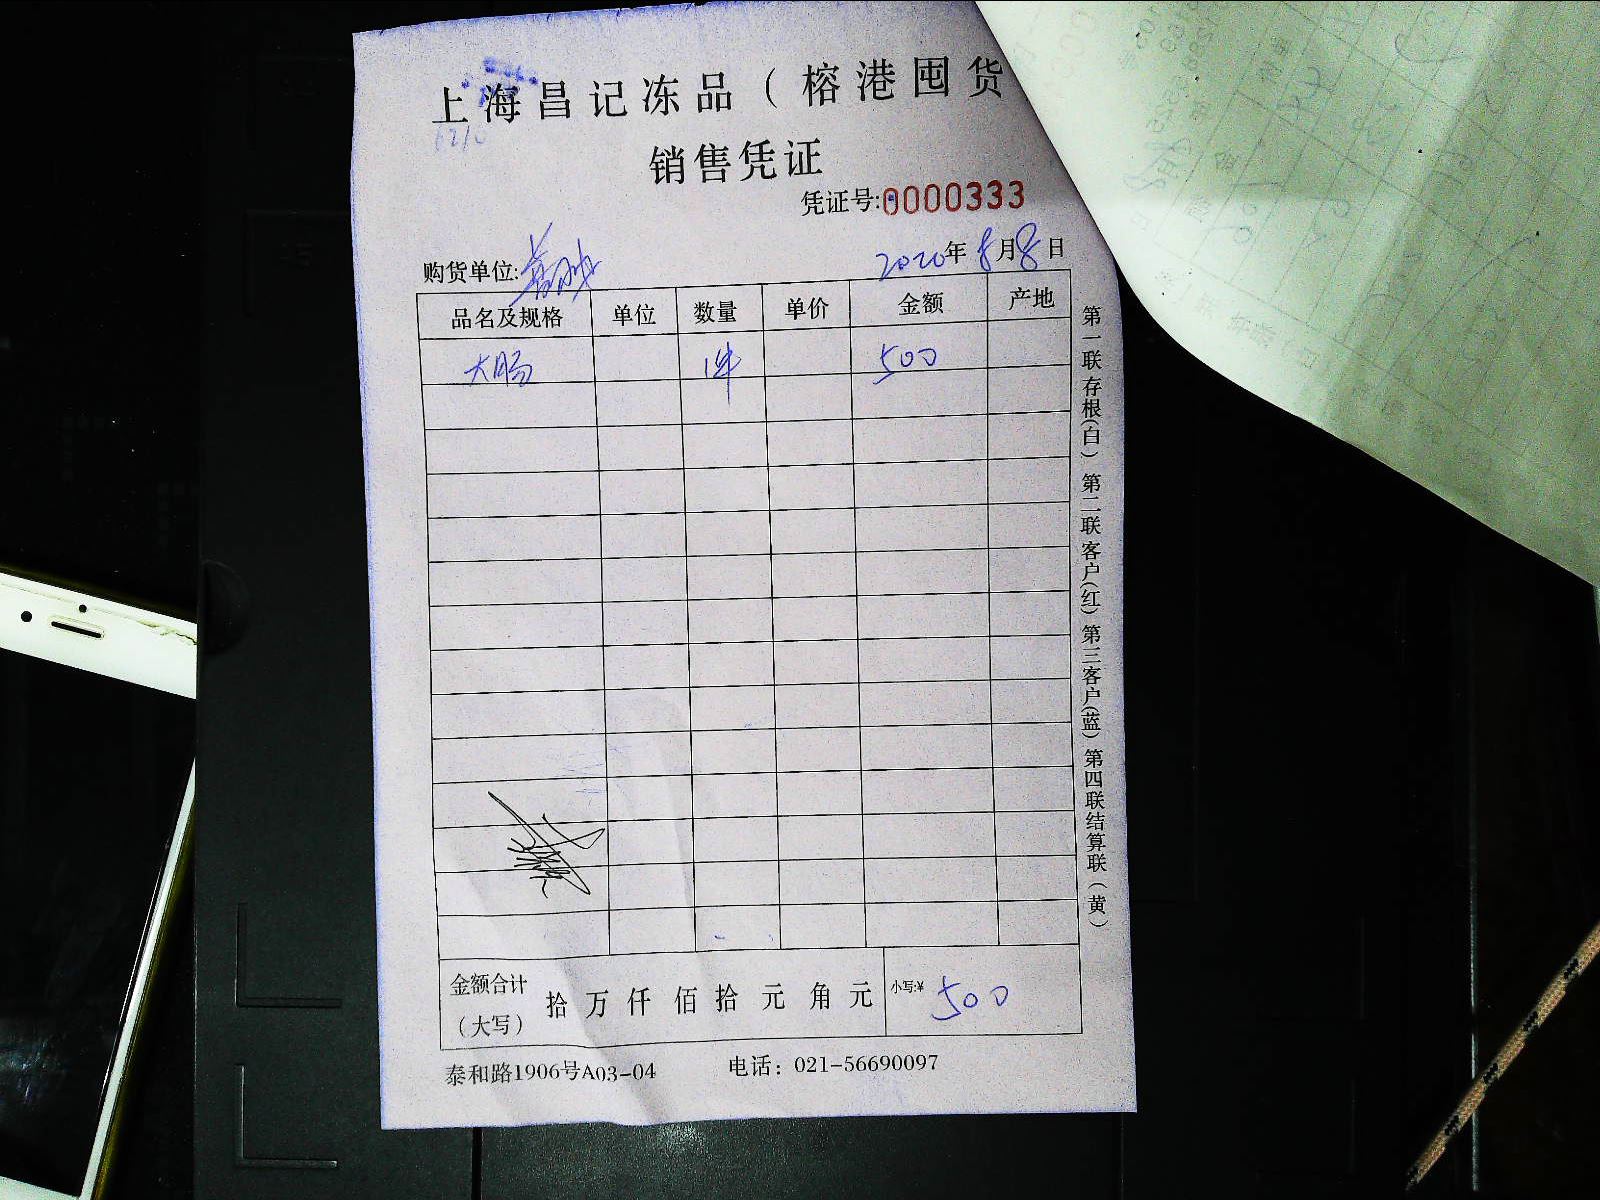 上海昌记冻品（榕港囤货
销售凭证
凭证号:0000333
购货单位:
2020年8月8日
品名及规格 单位 数量 单价 金额 产地
大肠 1件 500
金额合计（大写） 拾 万 仟 佰 拾 元 角 元 小写:¥ 500
泰和路1906号A03-04 电话：021-56690097
第一联存根(白) 第二联客户(红) 第三客户(蓝) 第四联结算联(黄)